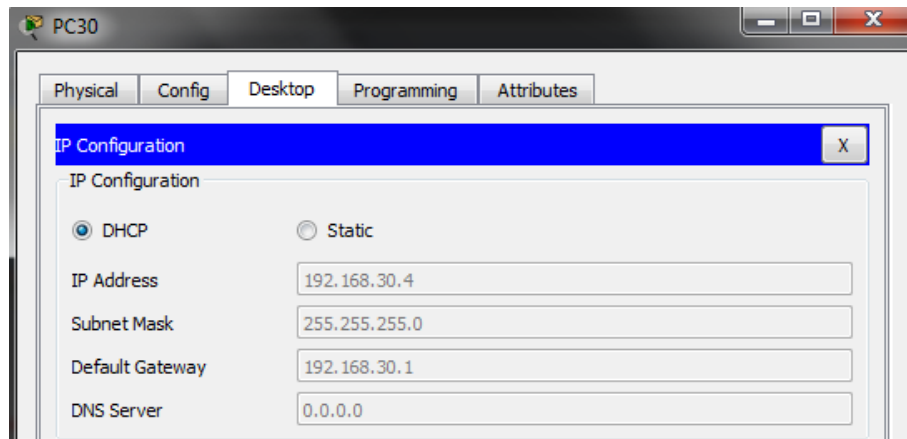 PC30
X
Physical Config Desktop Programming Attributes
IP Configuration X
IP Configuration
DHCP Static
IP Address 192.168.30.4
Subnet Mask 255.255.255.0
Default Gateway 192.168.30.1
DNS Server 0.0.0.0